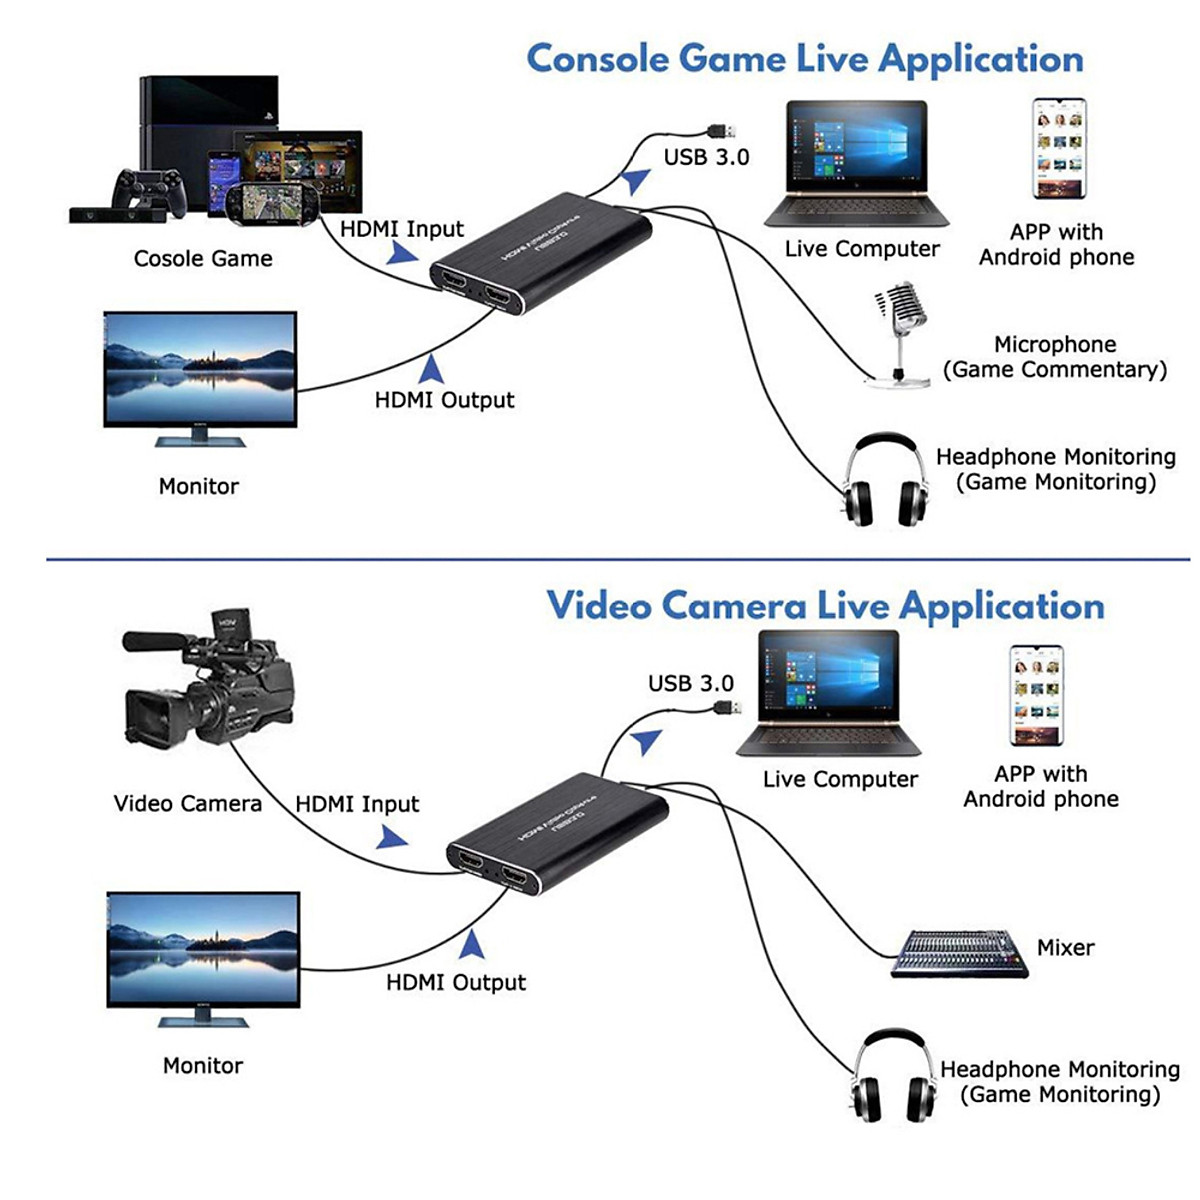 Console Game Live Application
USB 3.0
HDMI Input
Cosole Game
Live Computer
APP with
Android phone
Microphone
(Game Commentary)
HDMI Output
Monitor
Headphone Monitoring
(Game Monitoring)
Video Camera Live Application
HDV
USB 3.0
Live Computer
APP with
Android phone
Video Camera
HDMI Input
HDMI Output
Mixer
Monitor
Headphone Monitoring
(Game Monitoring)